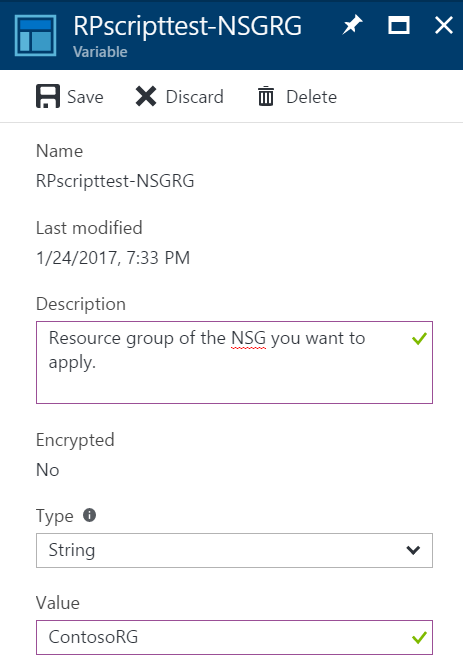 RPscripttest-NSGRG
Variable
Save Discard Delete
Name
RPscripttest-NSGRG
Last modified
1/24/2017, 7:33 PM
Description
Resource group of the NSG you want to
apply.
Encrypted
No
Type
String
Value
ContosoRG